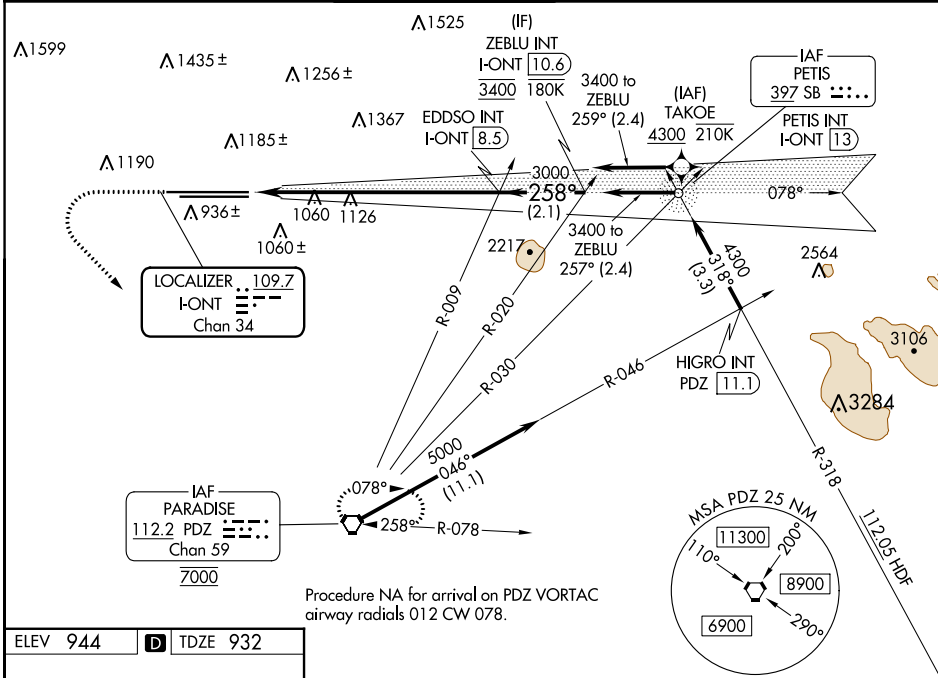 1599
1435±
1256±
1525
1367
1185±
1190
936±
1060
1126
1060±
(IF)
ZEBLU INT
I-ONT 10.6
3400 180K
EDDSO INT
I-ONT 8.5
3400 to
ZEBLU
259° (2.4)
(IAF)
TAKOE
4300 210K
IAF
PETIS
397 SB
PETIS INT
I-ONT 13
3000
258°
(2.1)
078°
3400 to
ZEBLU
257° (2.4)
2217
4300
318°
(3.3)
2564
3106
3284
LOCALIZER 109.7
I-ONT
Chan 34
R-009
R-020
R-030
R-046
HIGRO INT
PDZ 11.1
R-318
112.05 HDF
5000
046°
(11.1)
078°
258°
R-078
IAF
PARADISE
112.2 PDZ
Chan 59
7000
MSA PDZ 25 NM
11300
110°
200°
8900
6900
290°
Procedure NA for arrival on PDZ VORTAC
airway radials 012 CW 078.
ELEV 944 D TDZE 932